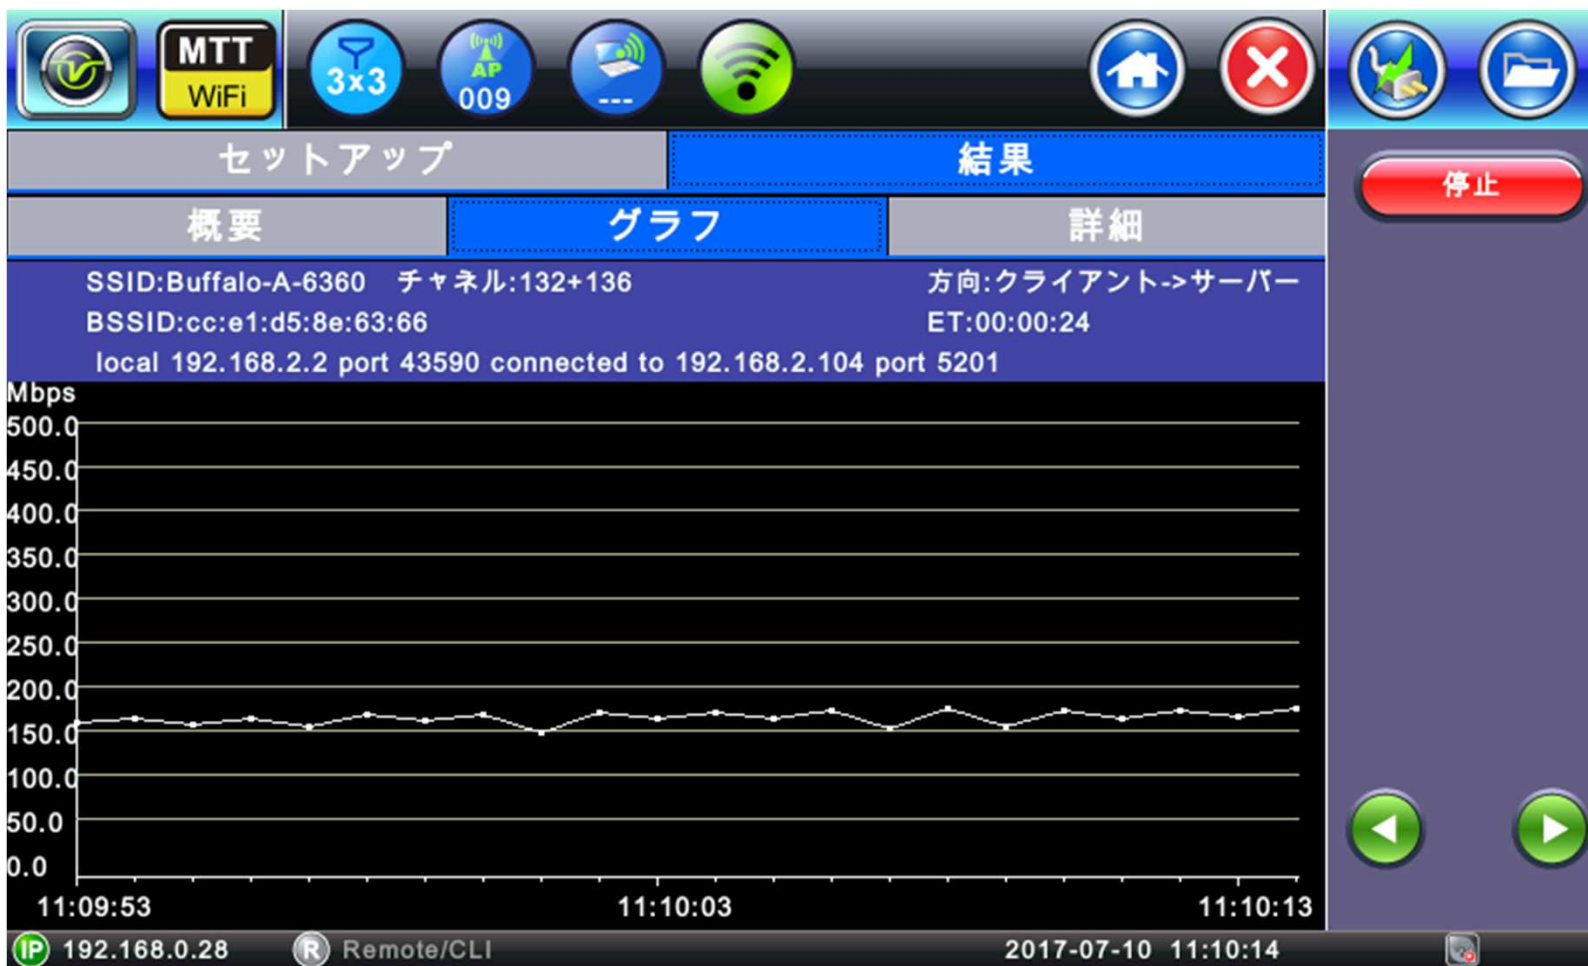 MTT
WiFi
3×3
AP
009
---
セットアップ
結果
停止
概要
グラフ
詳細
SSID:Buffalo-A-6360 チャネル:132+136
方向:クライアント->サーバー
BSSID:cc:e1:d5:8e:63:66
ET:00:00:24
local 192.168.2.2 port 43590 connected to 192.168.2.104 port 5201
Mbps
500.0
450.0
400.0
350.0
300.0
250.0
200.0
150.0
100.0
50.0
0.0
11:09:53
11:10:03
11:10:13
IP 192.168.0.28
R Remote/CLI
2017-07-10 11:10:14